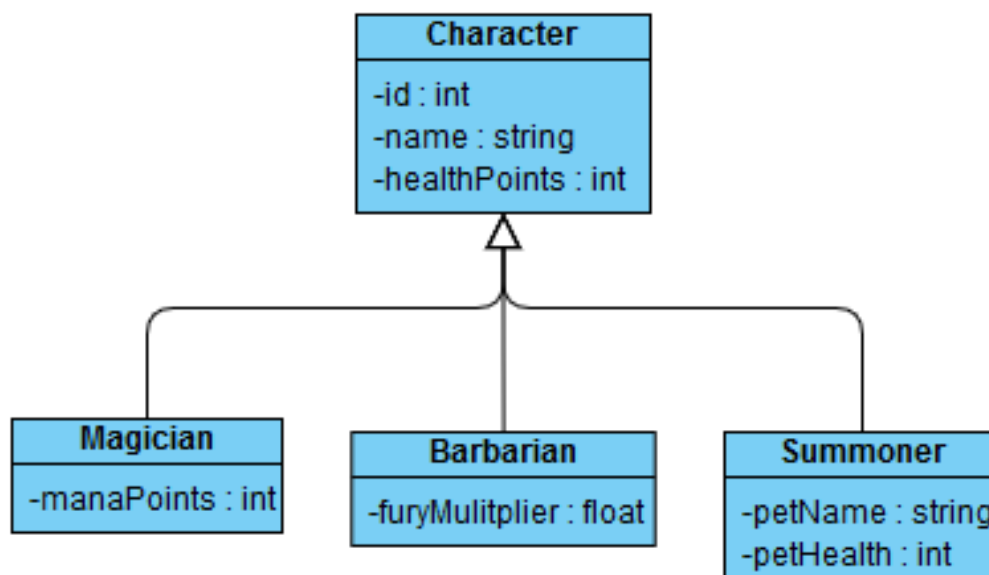 Character
-id : int
-name : string
-healthPoints : int
Magician
-manaPoints : int
Barbarian
-furyMulitplier : float
Summoner
-petName : string
-petHealth : int